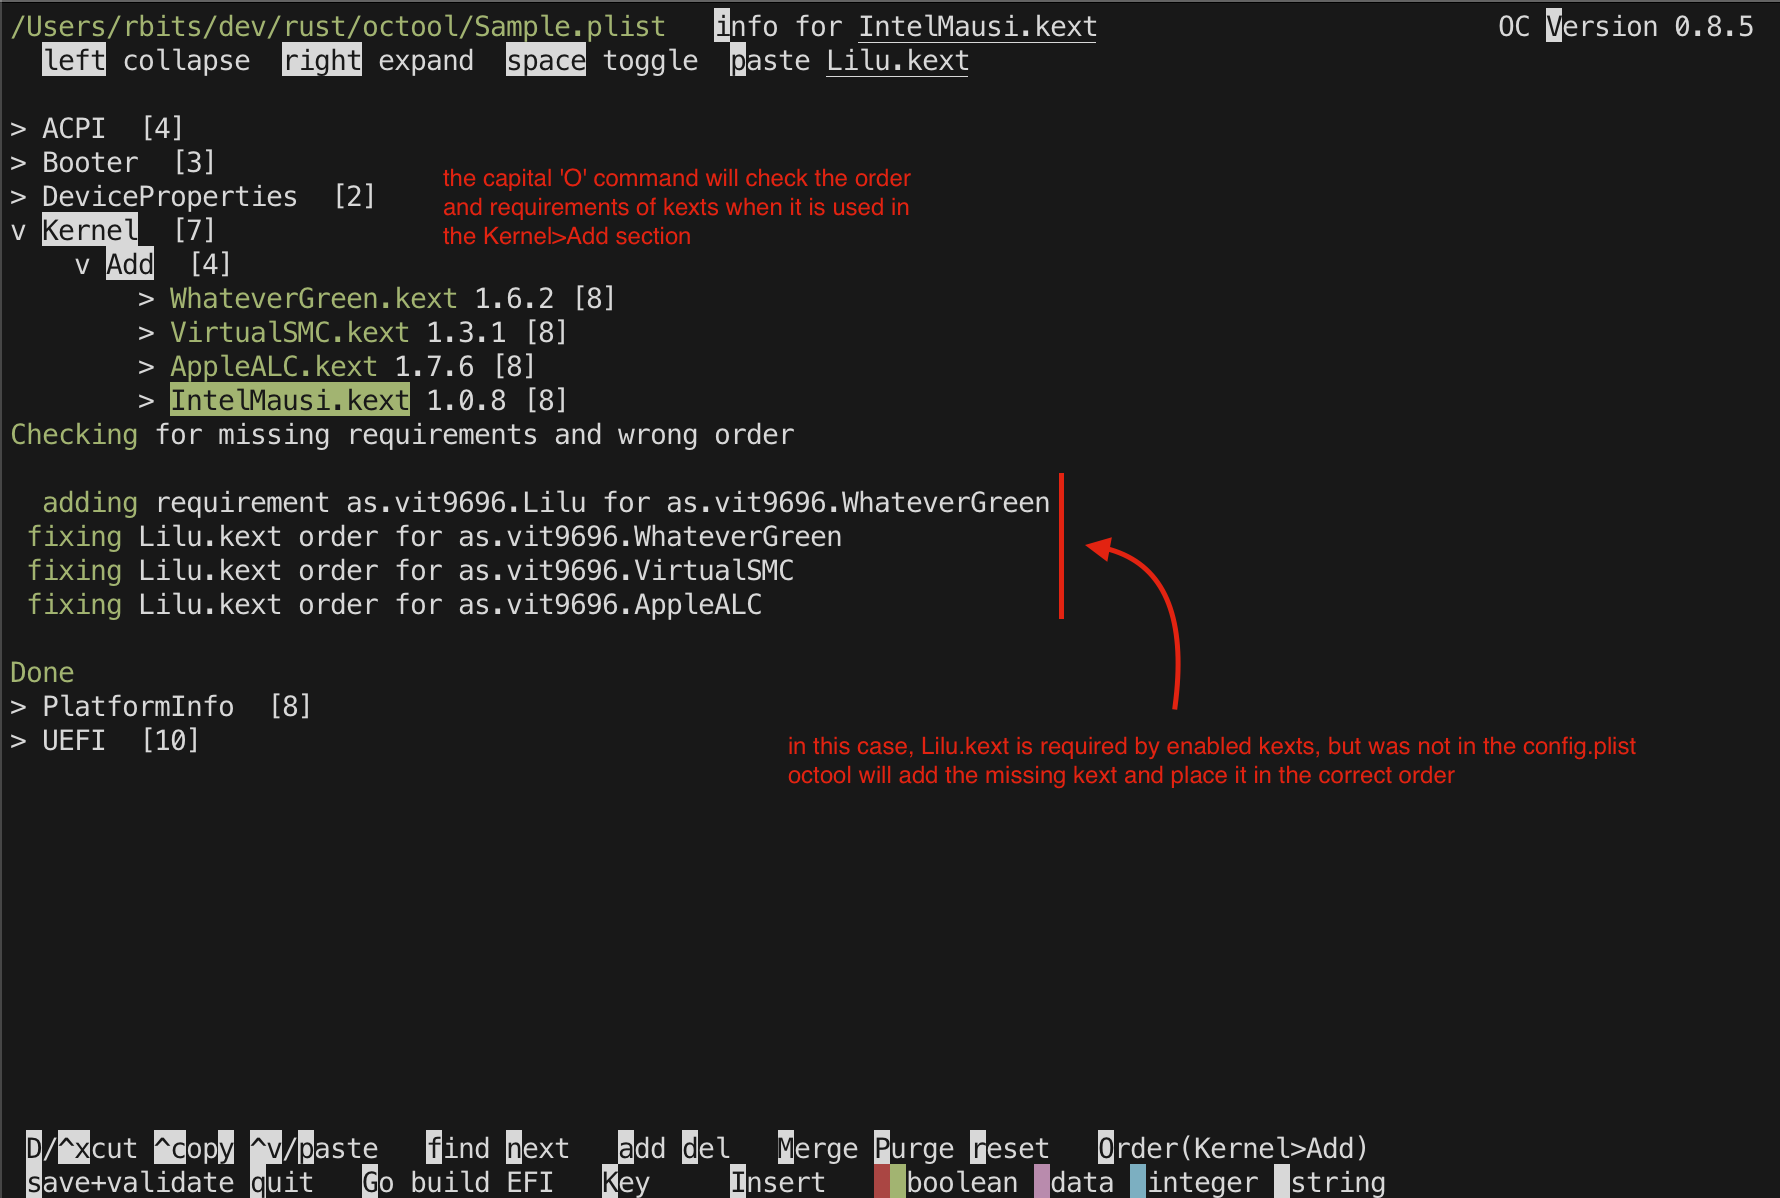 /Users/rbits/dev/rust/octool/Sample.plist   info for IntelMausi.kext   OC Version 0.8.5
left collapse  right expand  space toggle  paste Lilu.kext
> ACPI  [4]
> Booter  [3]
> DeviceProperties  [2]
v Kernel  [7]
the capital 'O' command will check the order
and requirements of kexts when it is used in
the Kernel>Add section
v Add  [4]
> WhateverGreen.kext 1.6.2 [8]
> VirtualSMC.kext 1.3.1 [8]
> AppleALC.kext 1.7.6 [8]
> IntelMausi.kext 1.0.8 [8]
Checking for missing requirements and wrong order
adding requirement as.vit9696.Lilu for as.vit9696.WhateverGreen
fixing Lilu.kext order for as.vit9696.WhateverGreen
fixing Lilu.kext order for as.vit9696.VirtualSMC
fixing Lilu.kext order for as.vit9696.AppleALC
Done
> PlatformInfo  [8]
> UEFI  [10]
in this case, Lilu.kext is required by enabled kexts, but was not in the config.plist
octool will add the missing kext and place it in the correct order
D/^xcut ^copy ^v/paste   find next   add del   Merge Purge reset   Order(Kernel>Add)
save+validate quit   Go build EFI   Key   Insert   boolean  data  integer  string